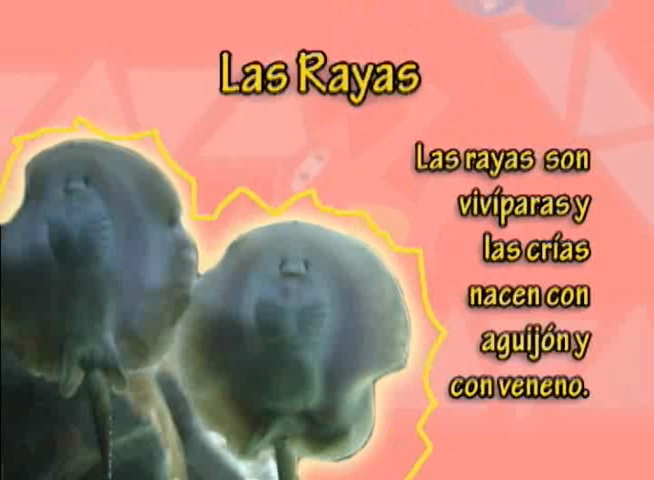 Las Rayas
Las rayas son
vivíparas y
las crías
nacen con
aguijón y
con veneno.